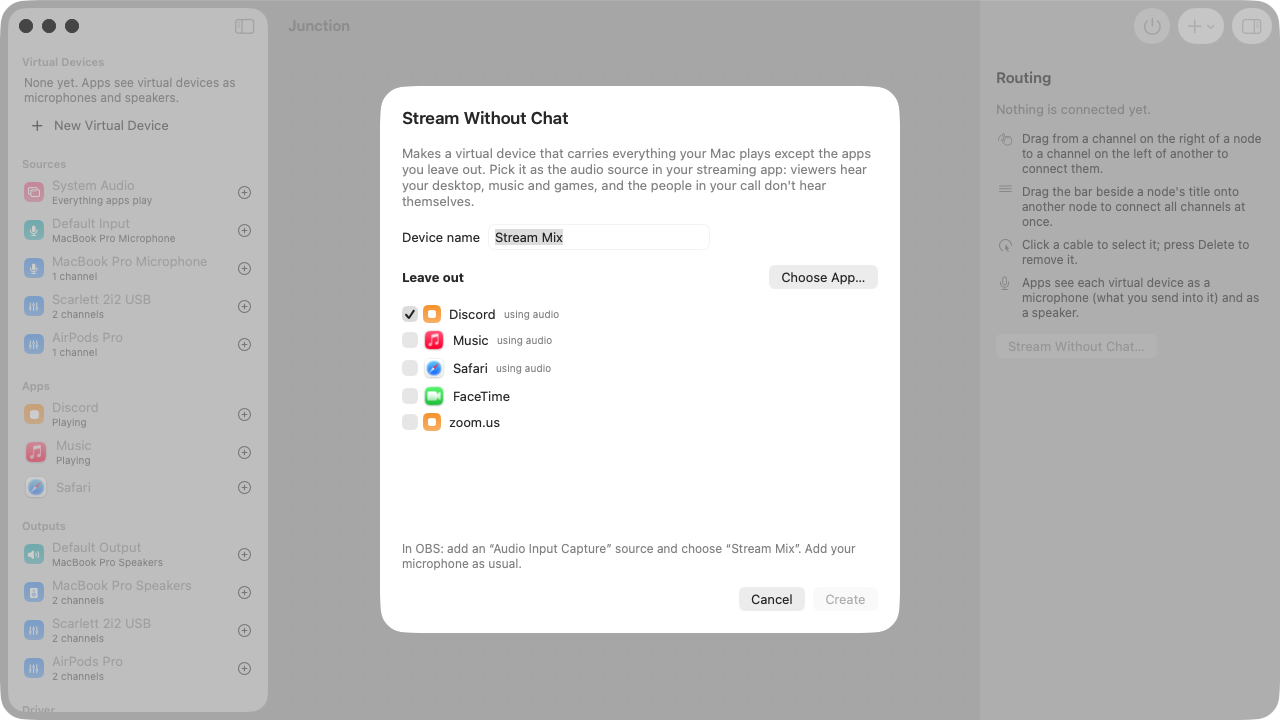 Junction
Virtual Devices
None yet. Apps see virtual devices as
microphones and speakers.
New Virtual Device
Sources
System Audio
Everything apps play
Default Input
MacBook Pro Microphone
MacBook Pro Microphone
1 channel
Scarlett 2i2 USB
2 channels
AirPods Pro
1 channel
Apps
Discord
Playing
Music
Playing
Safari
Outputs
Default Output
MacBook Pro Speakers
MacBook Pro Speakers
2 channels
Scarlett 2i2 USB
2 channels
AirPods Pro
2 channels
Driver
Stream Without Chat
Makes a virtual device that carries everything your Mac plays except the apps
you leave out. Pick it as the audio source in your streaming app: viewers hear
your desktop, music and games, and the people in your call don't hear
themselves.
Device name Stream Mix
Leave out
Choose App...
Discord using audio
Music using audio
Safari using audio
FaceTime
zoom.us
In OBS: add an “Audio Input Capture” source and choose “Stream Mix”. Add your
microphone as usual.
Cancel
Create
Routing
Nothing is connected yet.
Drag from a channel on the right of a node
to a channel on the left of another to
connect them.
Drag the bar beside a node's title onto
another node to connect all channels at
once.
Click a cable to select it; press Delete to
remove it.
Apps see each virtual device as a
microphone (what you send into it) and as
a speaker.
Stream Without Chat...